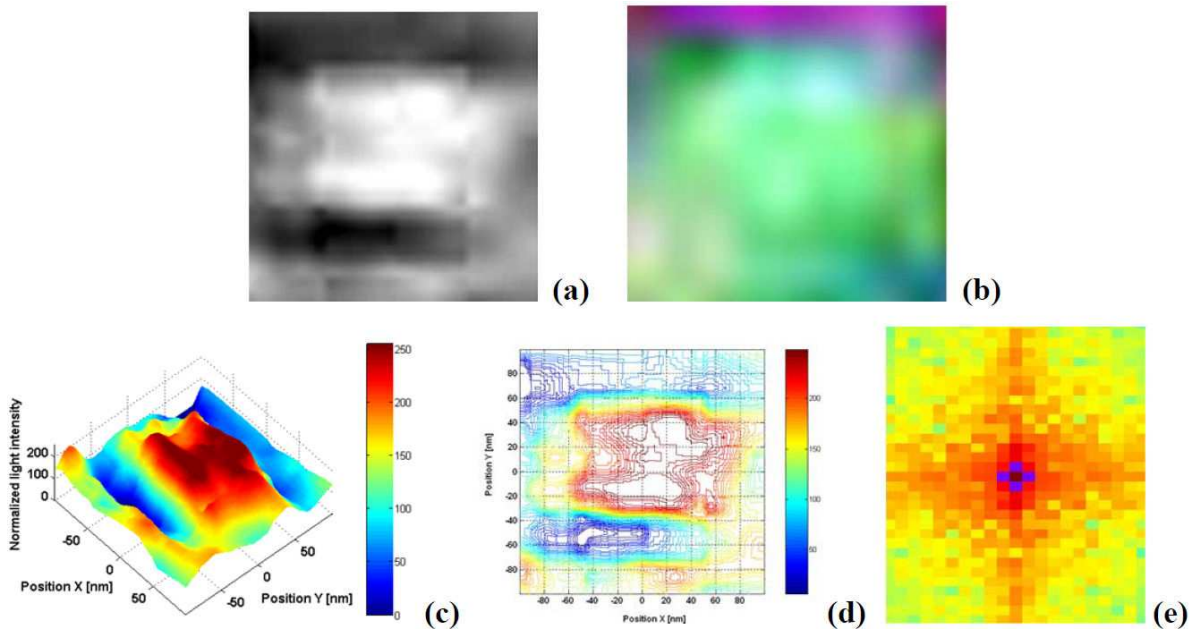 (a)
(b)
Normalized light intensity
200
100
0
-50
0
50
Position X [nm]
-50
0
50
Position Y [nm]
250
200
150
100
50
0
(c)
Position Y [nm]
80
60
40
20
0
-20
-40
-60
-80
-80 -60 -40 -20 0 20 40 60 80
Position X [nm]
200
150
100
50
(d)
(e)